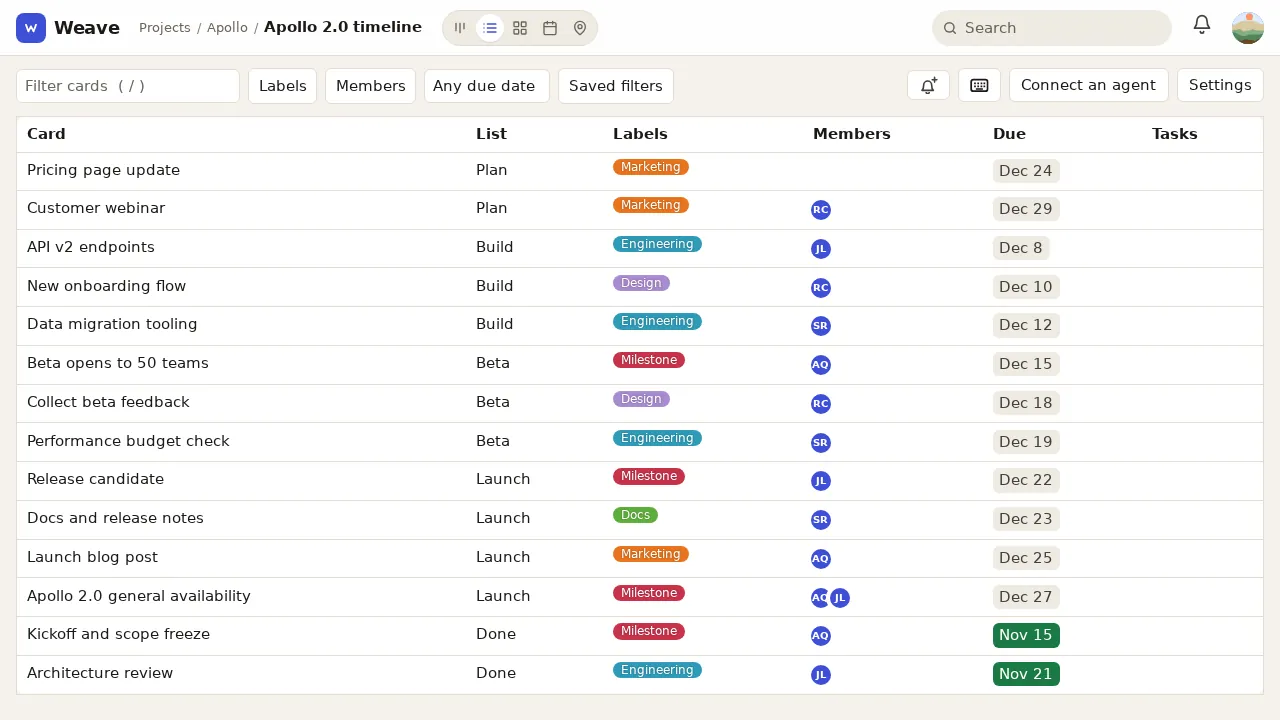 w Weave Projects / Apollo / Apollo 2.0 timeline Search
Filter cards ( / ) Labels Members Any due date Saved filters Connect an agent Settings
Card List Labels Members Due Tasks
Pricing page update Plan Marketing Dec 24
Customer webinar Plan Marketing RC Dec 29
API v2 endpoints Build Engineering JL Dec 8
New onboarding flow Build Design RC Dec 10
Data migration tooling Build Engineering SR Dec 12
Beta opens to 50 teams Beta Milestone AQ Dec 15
Collect beta feedback Beta Design RC Dec 18
Performance budget check Beta Engineering SR Dec 19
Release candidate Launch Milestone JL Dec 22
Docs and release notes Launch Docs SR Dec 23
Launch blog post Launch Marketing AQ Dec 25
Apollo 2.0 general availability Launch Milestone AQ JL Dec 27
Kickoff and scope freeze Done Milestone AQ Nov 15
Architecture review Done Engineering JL Nov 21